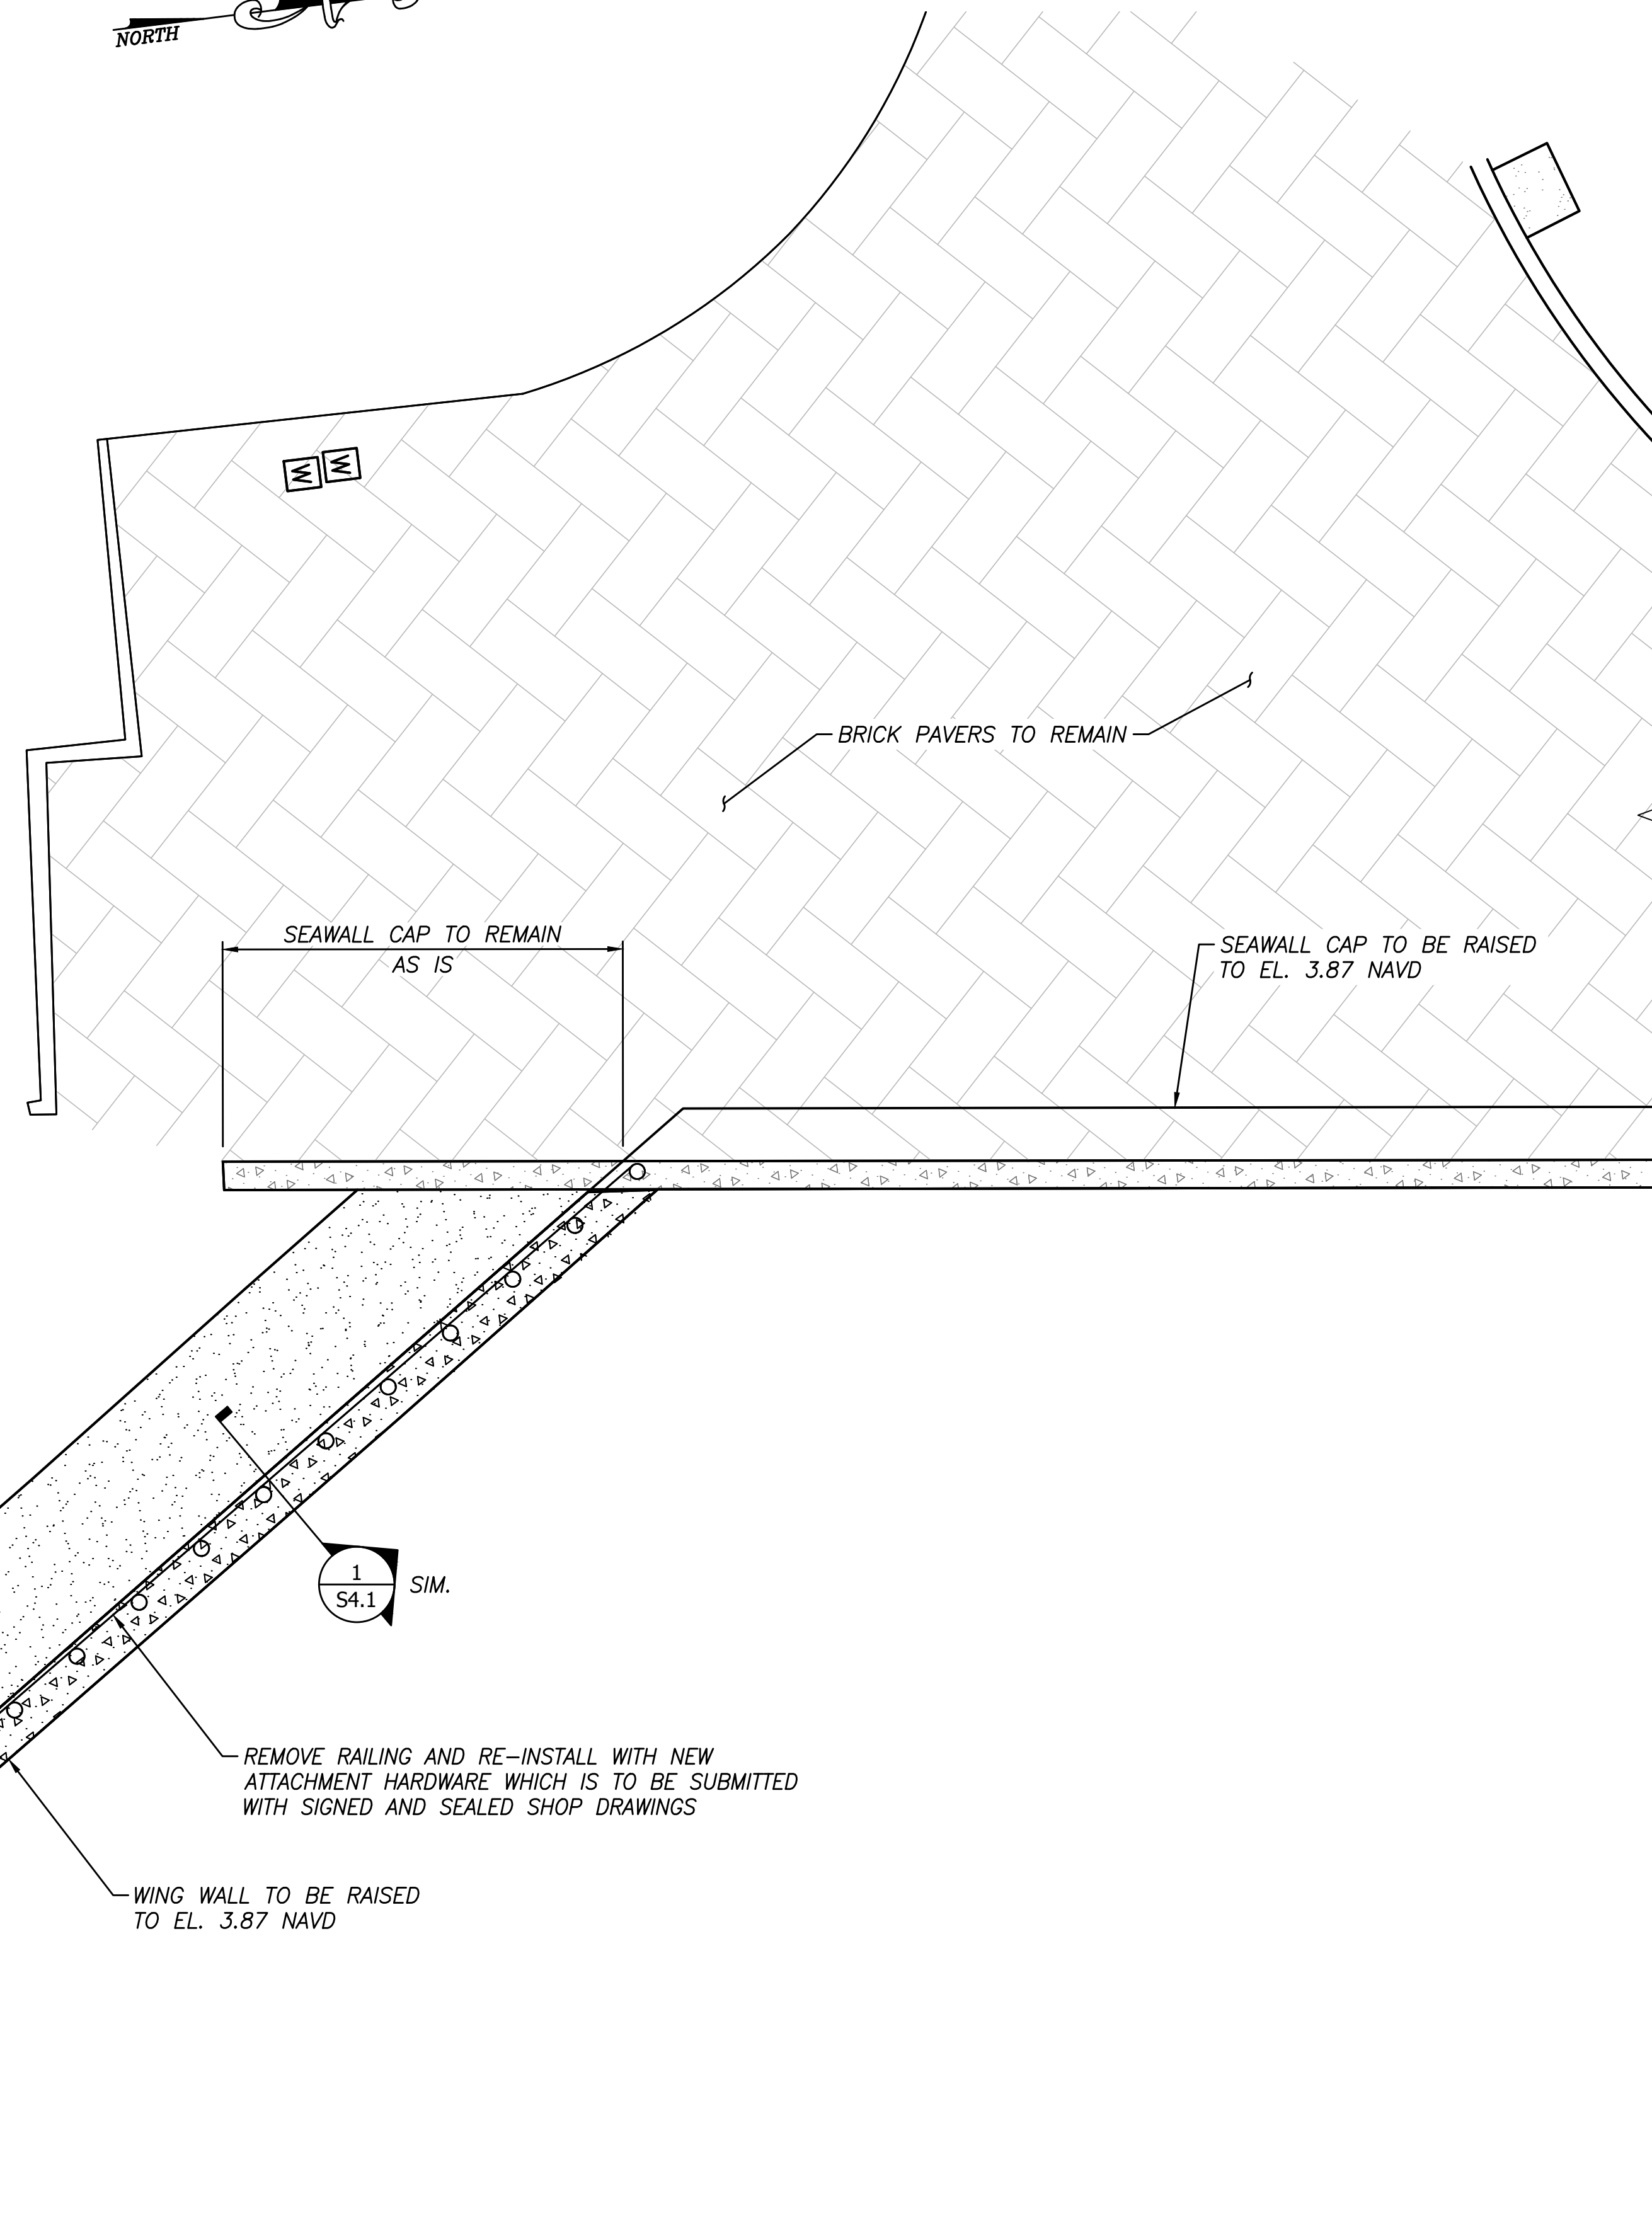 NORTH
W W
BRICK PAVERS TO REMAIN
SEAWALL CAP TO REMAIN
AS IS
SEAWALL CAP TO BE RAISED
TO EL. 3.87 NAVD
1
S4.1
SIM.
REMOVE RAILING AND RE-INSTALL WITH NEW
ATTACHMENT HARDWARE WHICH IS TO BE SUBMITTED
WITH SIGNED AND SEALED SHOP DRAWINGS
WING WALL TO BE RAISED
TO EL. 3.87 NAVD